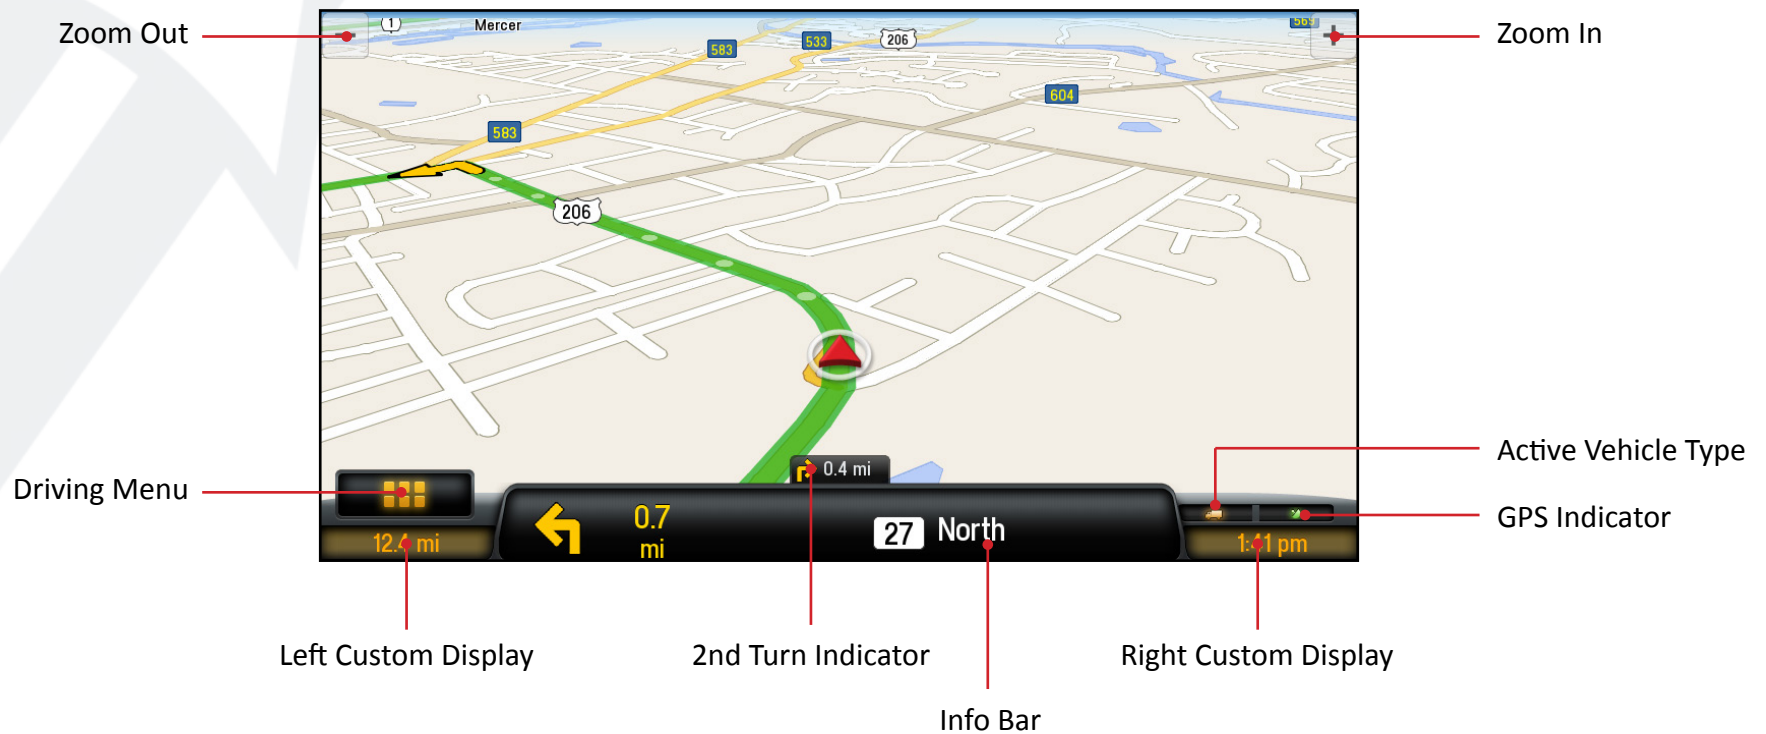 Zoom Out
1
Mercer
583
533
206
569
Zoom In
604
583
206
Driving Menu
0.4 mi
Active Vehicle Type
GPS Indicator
12.4 mi
0.7
mi
27 North
1:41 pm
Left Custom Display
2nd Turn Indicator
Right Custom Display
Info Bar